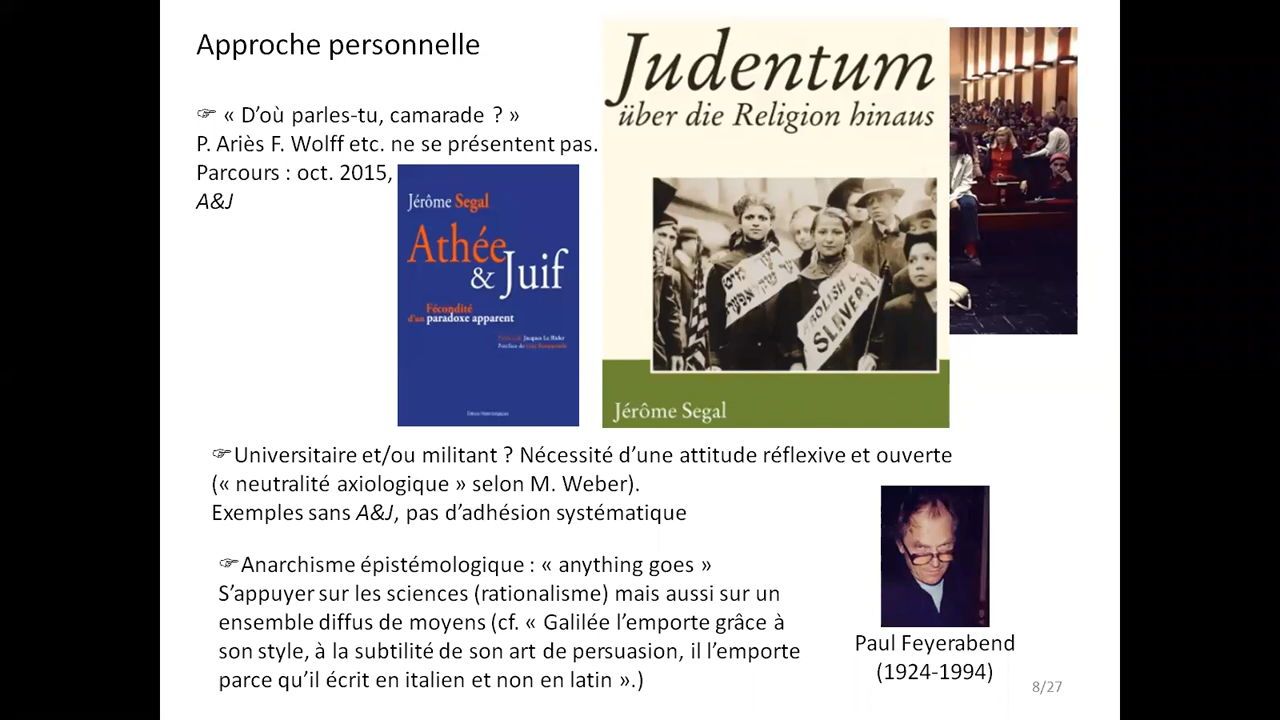 Approche personnelle
☞ « D’où parles-tu, camarade ? »
P. Ariès F. Wolff etc. ne se présentent pas.
Parcours : oct. 2015,
A&J
Jérôme Segal
Athée
& Juif
Fécondité
d'un paradoxe apparent
Judentum
über die Religion hinaus
ABOLISH
SLAVERY
Jérôme Segal
☞Universitaire et/ou militant ? Nécessité d’une attitude réflexive et ouverte
(« neutralité axiologique » selon M. Weber).
Exemples sans A&J, pas d’adhésion systématique
☞Anarchisme épistémologique : « anything goes »
S’appuyer sur les sciences (rationalisme) mais aussi sur un
ensemble diffus de moyens (cf. « Galilée l’emporte grâce à
son style, à la subtilité de son art de persuasion, il l’emporte
parce qu’il écrit en italien et non en latin ».)
Paul Feyerabend
(1924-1994)
8/27